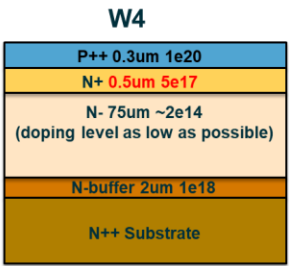 W4
P++ 0.3um 1e20
N+ 0.5um 5e17
N- 75um ~2e14
(doping level as low as possible)
N-buffer 2um 1e18
N++ Substrate